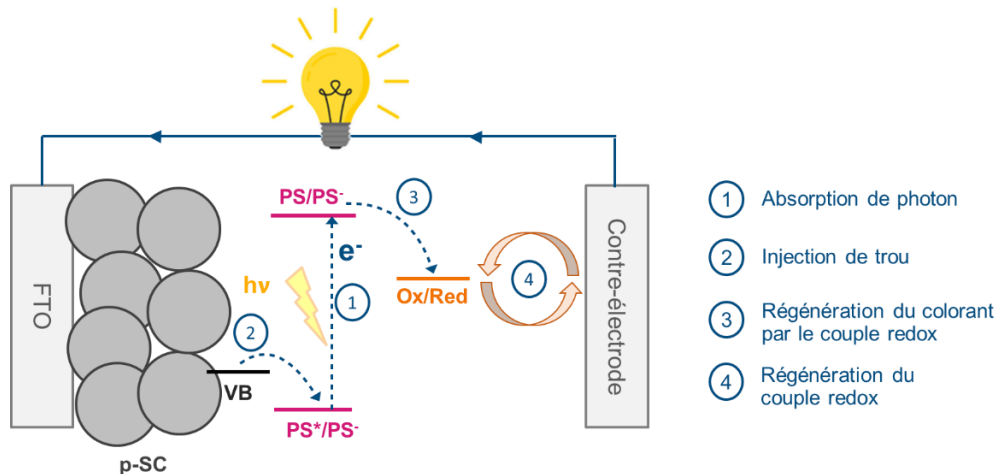 PS/PS-
3
e-
hν
1
2
Ox/Red
4
VB
PS*/PS-
p-SC
FTO
Contre-électrode
1 Absorption de photon
2 Injection de trou
3 Régénération du colorant
par le couple redox
4 Régénération du
couple redox